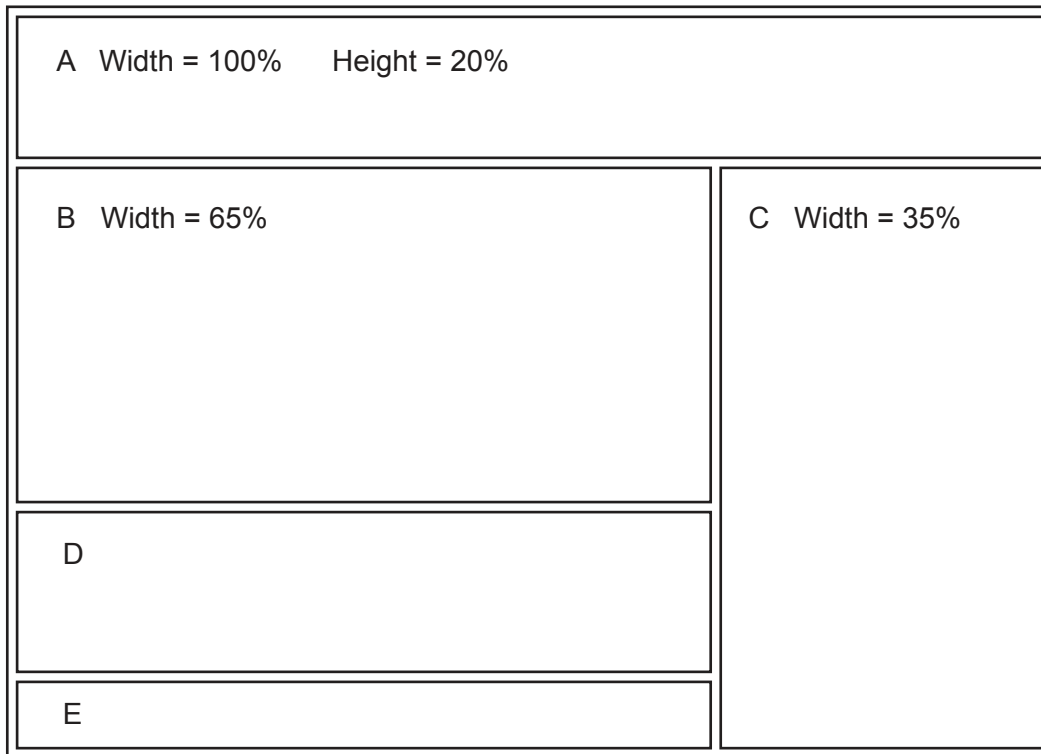 A Width = 100% Height = 20%
B Width = 65%
C Width = 35%
D
E